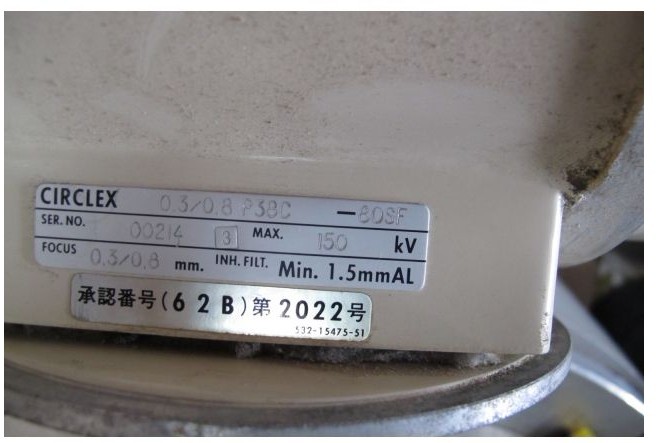 CIRCLEX 0.3/0.8 P38C —80SF
SER. NO. 00214 3 MAX. 150 kV
FOCUS 0.3/0.8 mm. INH. FILT. Min. 1.5mmAL
承認番号(62B)第2022号
532-15475-51